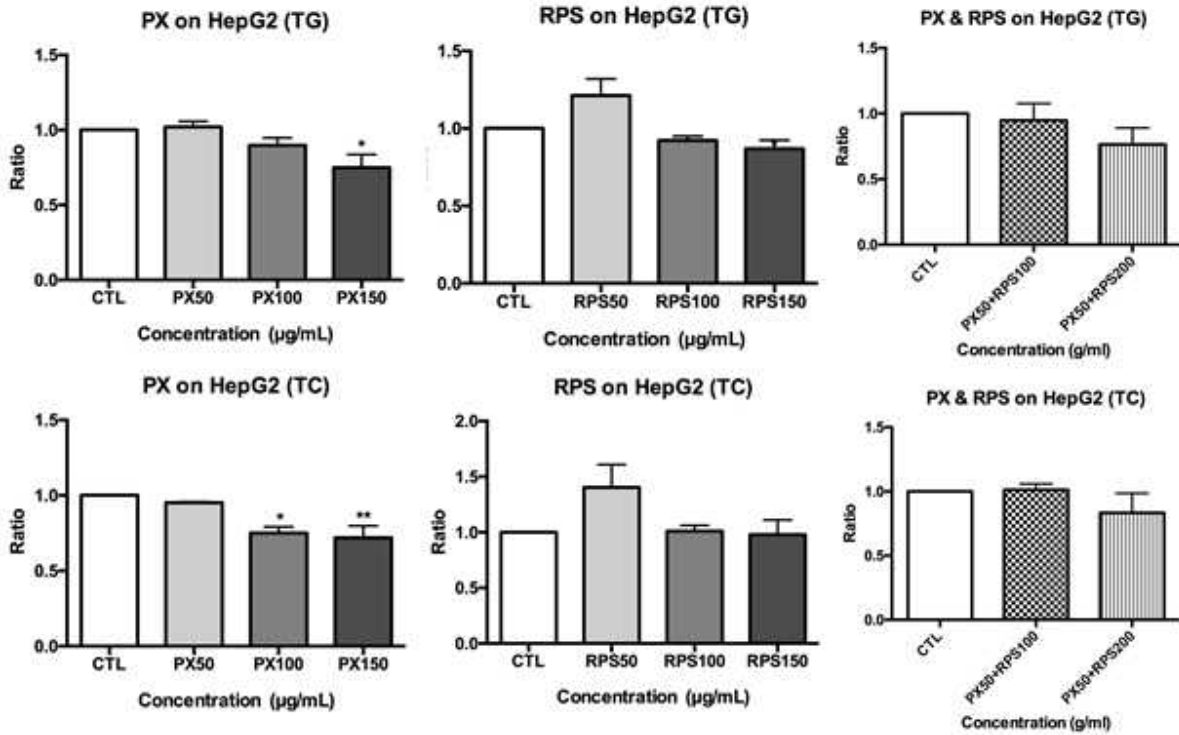 PX on HepG2 (TG)
Ratio
1.5
1.0
0.5
0.0
*
CTL PX50 PX100 PX150
Concentration (µg/mL)
RPS on HepG2 (TG)
1.5
1.0
0.5
0.0
CTL RPS50 RPS100 RPS150
Concentration (µg/mL)
PX & RPS on HepG2 (TG)
Ratio
1.5
1.0
0.5
0.0
CTL
PX50+RPS100
PX50+RPS200
Concentration (g/ml)
PX on HepG2 (TC)
Ratio
1.5
1.0
0.5
0.0
* **
CTL PX50 PX100 PX150
Concentration (µg/mL)
RPS on HepG2 (TC)
Ratio
2.0
1.5
1.0
0.5
0.0
CTL RPS50 RPS100 RPS150
Concentration (µg/mL)
PX & RPS on HepG2 (TC)
Ratio
1.5
1.0
0.5
0.0
CTL
PX50+RPS100
PX50+RPS200
Concentration (g/ml)